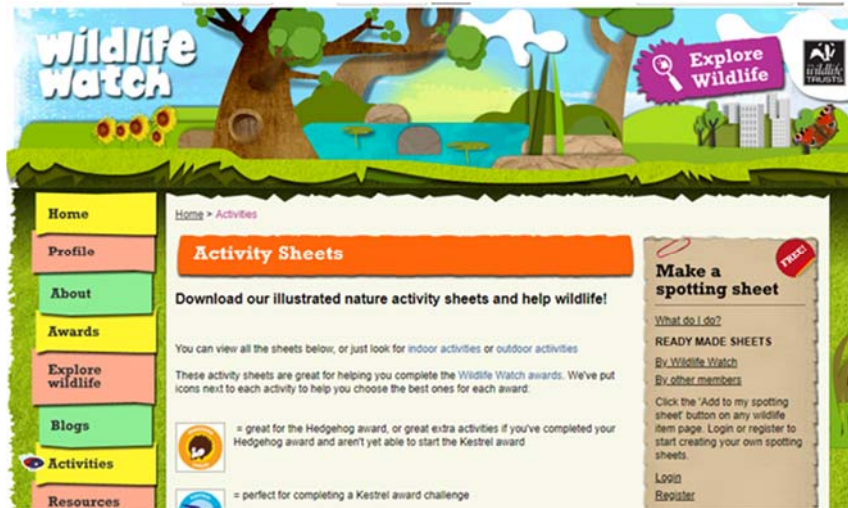 wildlife
watch
Explore
Wildlife
wildlife
TRUSTS
Home
Profile
About
Awards
Explore
wildlife
Blogs
Activities
Resources
Home > Activities
Activity Sheets
Download our illustrated nature activity sheets and help wildlife!
You can view all the sheets below, or just look for indoor activities or outdoor activities
These activity sheets are great for helping you complete the Wildlife Watch awards. We've put
icons next to each activity to help you choose the best ones for each award:
= great for the Hedgehog award, or great extra activities if you've completed your
Hedgehog award and aren't yet able to start the Kestrel award
= perfect for completing a Kestrel award challenge
FREE!
Make a
spotting sheet
What do I do?
READY MADE SHEETS
By Wildlife Watch
By other members
Click the 'Add to my spotting
sheet' button on any wildlife
item page. Login or register to
start creating your own spotting
sheets.
Login
Register